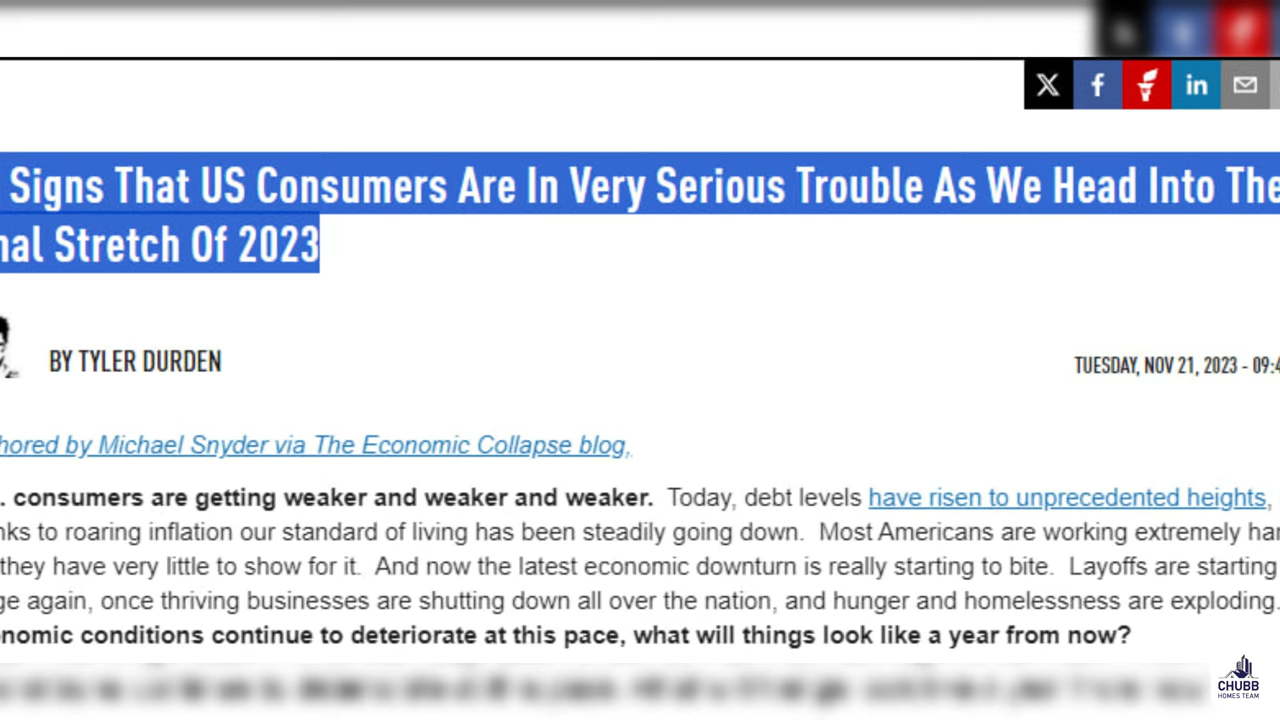 Signs That US Consumers Are In Very Serious Trouble As We Head Into The
nal Stretch Of 2023
BY TYLER DURDEN
TUESDAY, NOV 21, 2023 - 09:4
hored by Michael Snyder via The Economic Collapse blog,
. consumers are getting weaker and weaker and weaker. Today, debt levels have risen to unprecedented heights,
nks to roaring inflation our standard of living has been steadily going down. Most Americans are working extremely har
they have very little to show for it. And now the latest economic downturn is really starting to bite. Layoffs are starting
ge again, once thriving businesses are shutting down all over the nation, and hunger and homelessness are exploding.
nomic conditions continue to deteriorate at this pace, what will things look like a year from now?
CHUBB
HOMES TEAM